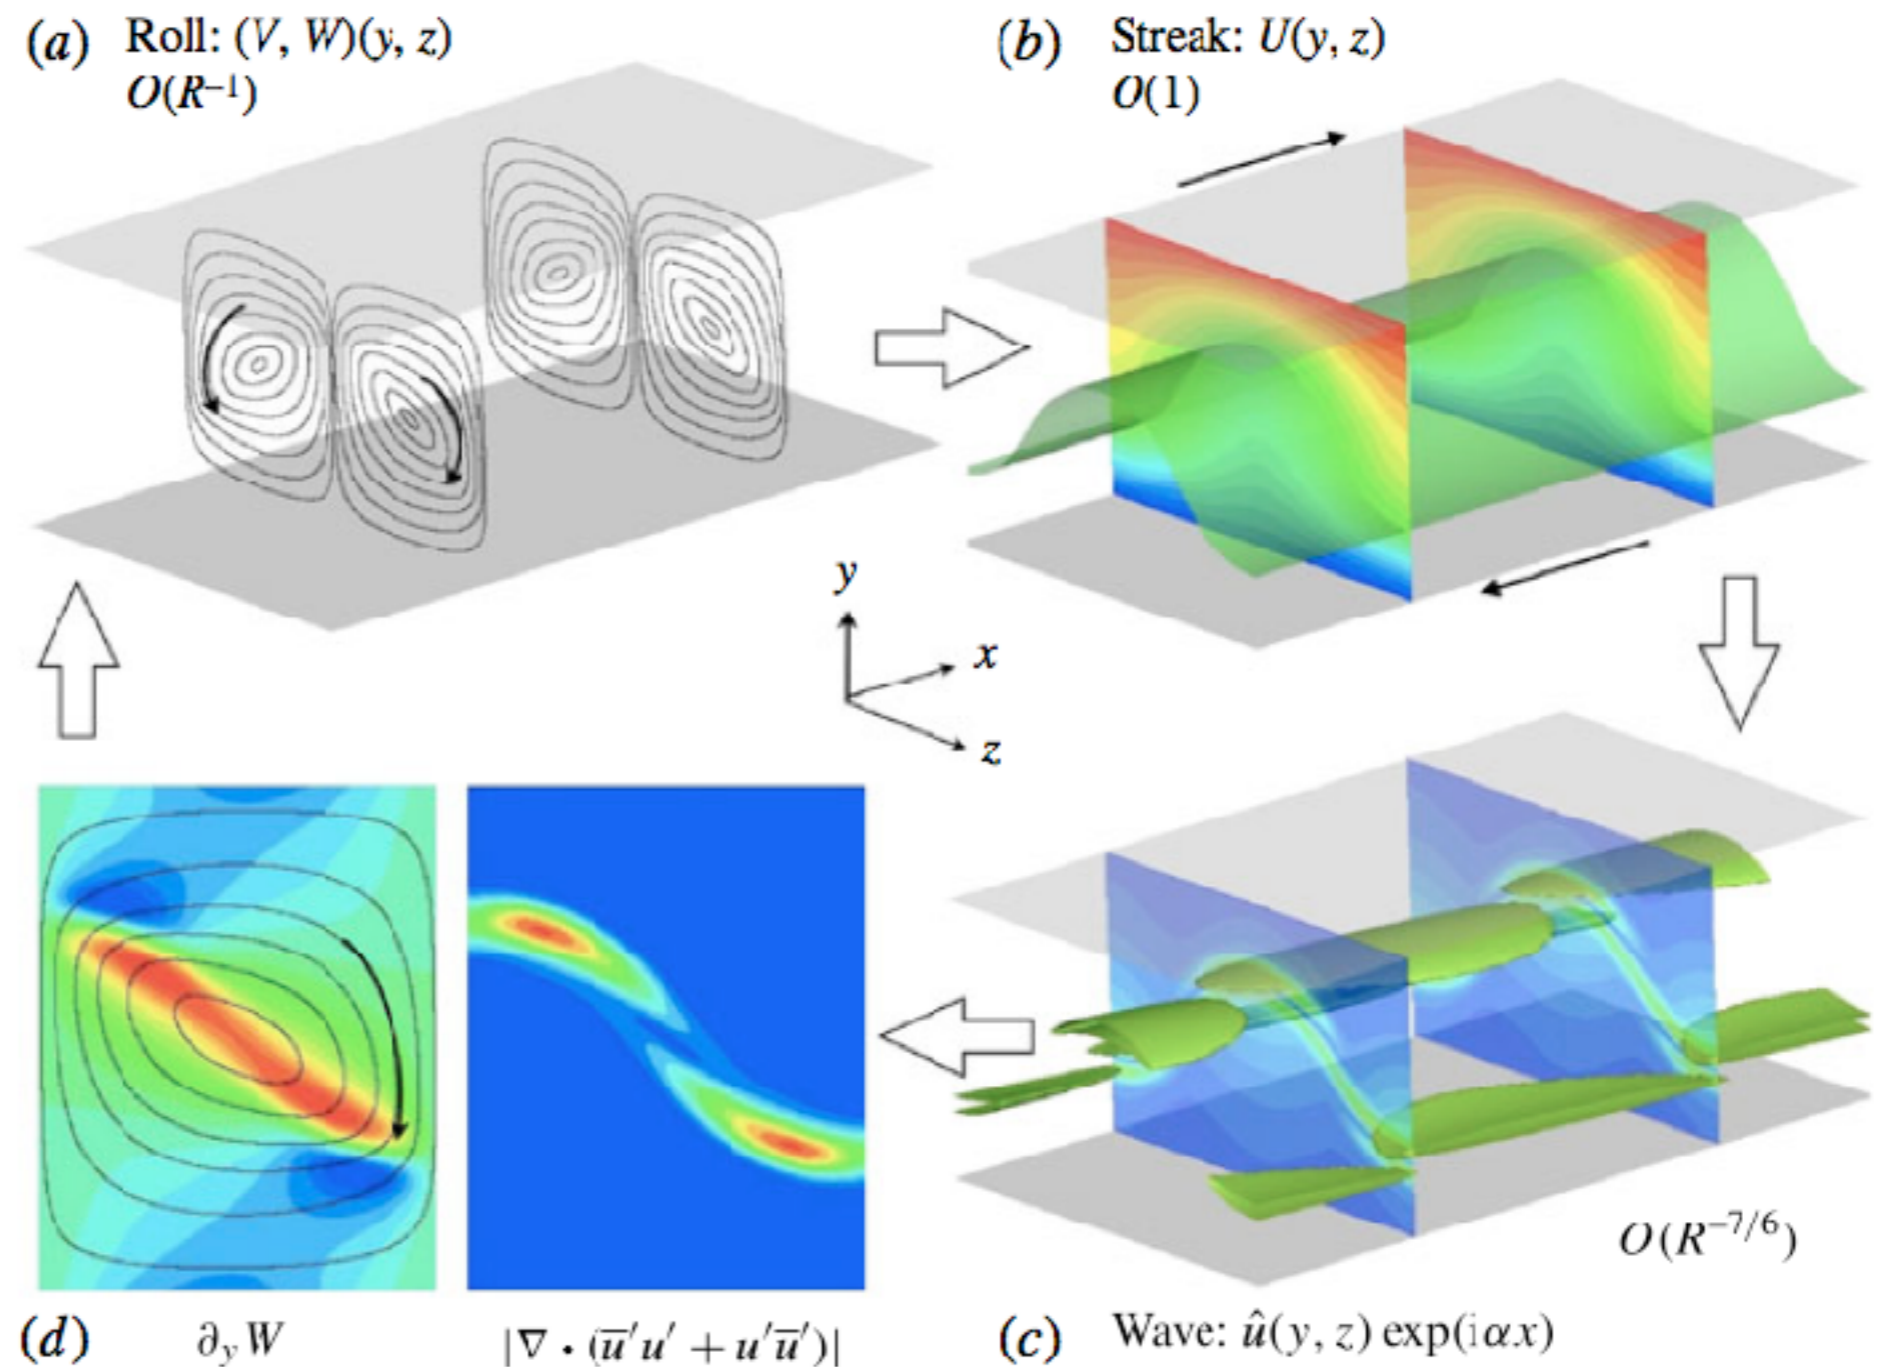 (a) Roll: (V, W)(y, z)
O(R⁻¹)
(b) Streak: U(y, z)
O(1)
y
x
z
O(R^{-7/6})
(d) ∂_y W |∇ • (u̅′u′ + u′u̅′)|
(c) Wave: û(y, z) exp(iαx)